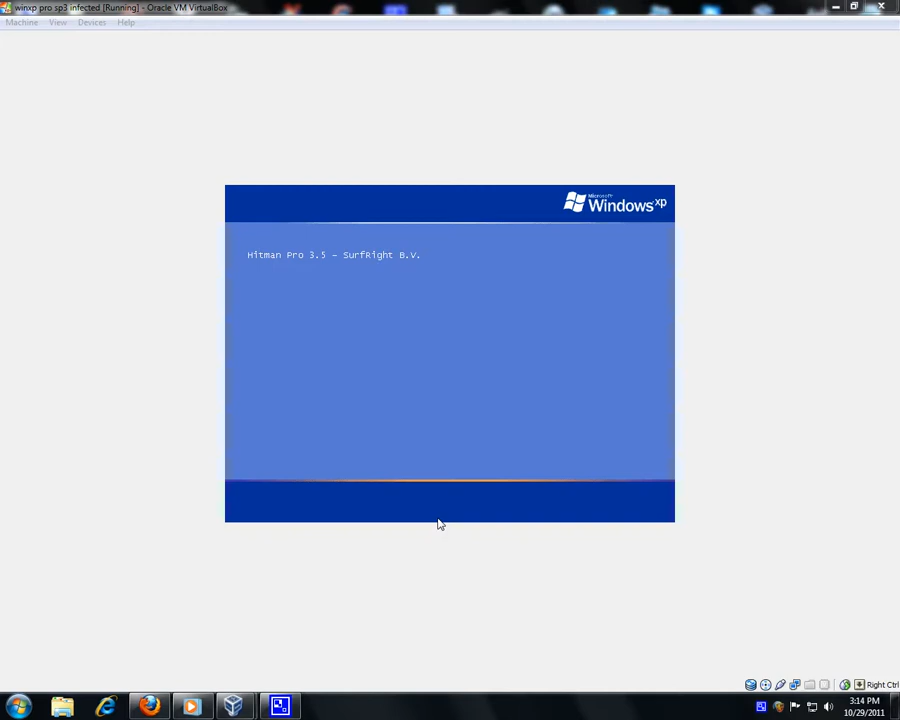 winxp pro sp3 infected [Running] - Oracle VM VirtualBox
Machine View Devices Help
Microsoft
Windows xp
Hitman Pro 3.5 - SurfRight B.V.
Right Ctrl
3:14 PM
10/29/2011